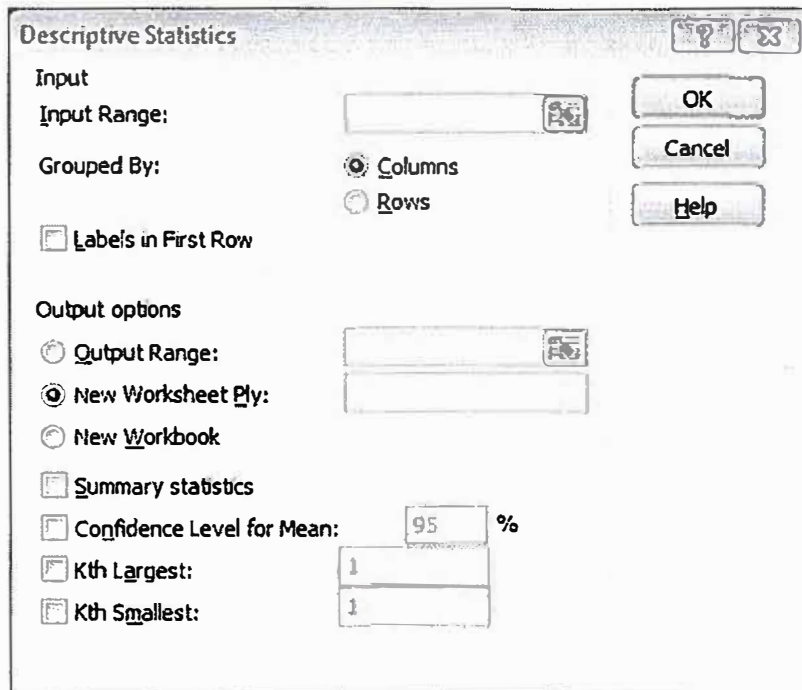 Descriptive Statistics
Input
Input Range:
OK
Cancel
Grouped By:
Columns
Rows
Help
Labels in First Row
Output options
Output Range:
New Worksheet Ply:
New Workbook
Summary statistics
Confidence Level for Mean: 95 %
Kth Largest: 1
Kth Smallest: 1